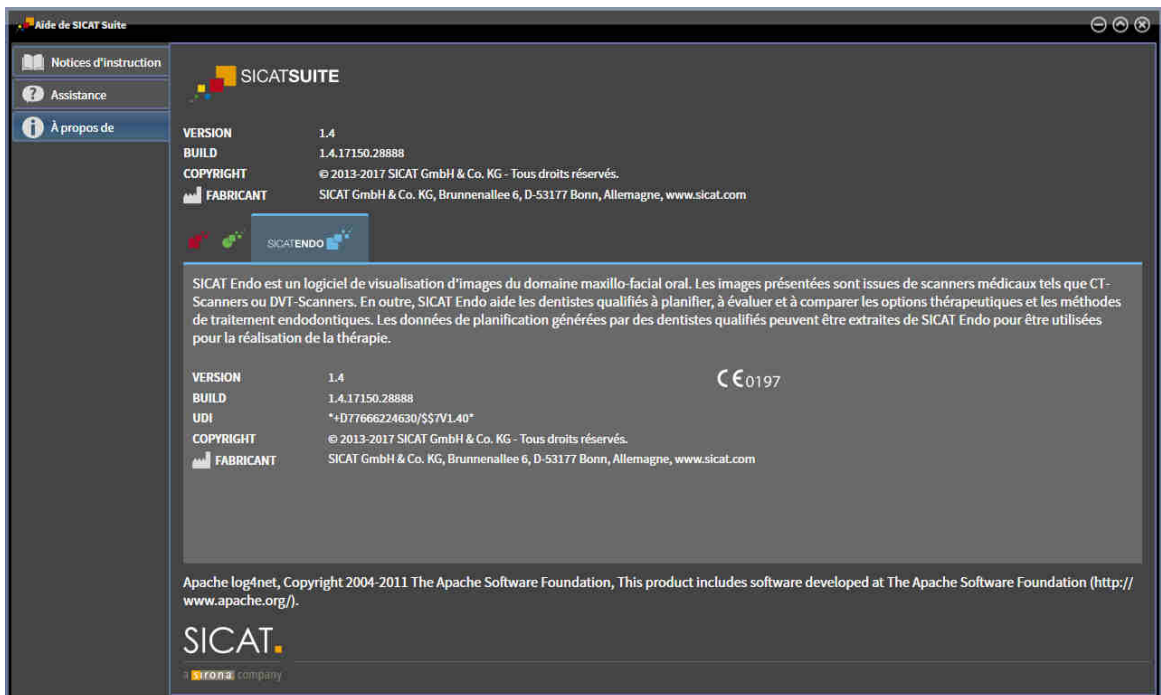 Aide de SICAT Suite
Notices d'instruction
Assistance
À propos de
SICATSUITE
VERSION 1.4
BUILD 1.4.17150.28888
COPYRIGHT © 2013-2017 SICAT GmbH & Co. KG - Tous droits réservés.
FABRICANT SICAT GmbH & Co. KG, Brunnenallee 6, D-53177 Bonn, Allemagne, www.sicat.com
SICATENDO
SICAT Endo est un logiciel de visualisation d'images du domaine maxillo-facial oral. Les images présentées sont issues de scanners médicaux tels que CT-
Scanners ou DVT-Scanners. En outre, SICAT Endo aide les dentistes qualifiés à planifier, à évaluer et à comparer les options thérapeutiques et les méthodes
de traitement endodontiques. Les données de planification générées par des dentistes qualifiés peuvent être extraites de SICAT Endo pour être utilisées
pour la réalisation de la thérapie.
VERSION 1.4
CE0197
BUILD 1.4.17150.28888
UDI *+D77666224630/$$7V1.40*
COPYRIGHT © 2013-2017 SICAT GmbH & Co. KG - Tous droits réservés.
FABRICANT SICAT GmbH & Co. KG, Brunnenallee 6, D-53177 Bonn, Allemagne, www.sicat.com
Apache log4net, Copyright 2004-2011 The Apache Software Foundation, This product includes software developed at The Apache Software Foundation (http://
www.apache.org/).
SICAT.
a sirona company